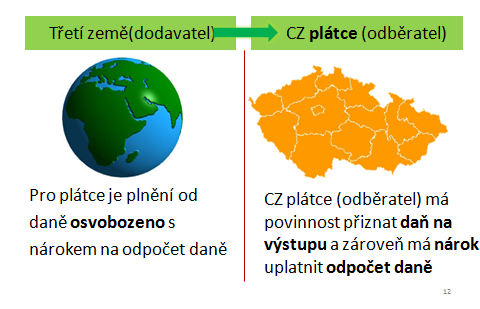 Třetí země(dodavatel)
CZ plátce (odběratel)
Pro plátce je plnění od
daně osvobozeno s
nárokem na odpočet daně
CZ plátce (odběratel) má
povinnost přiznat daň na
výstupu a zároveň má nárok
uplatnit odpočet daně
12